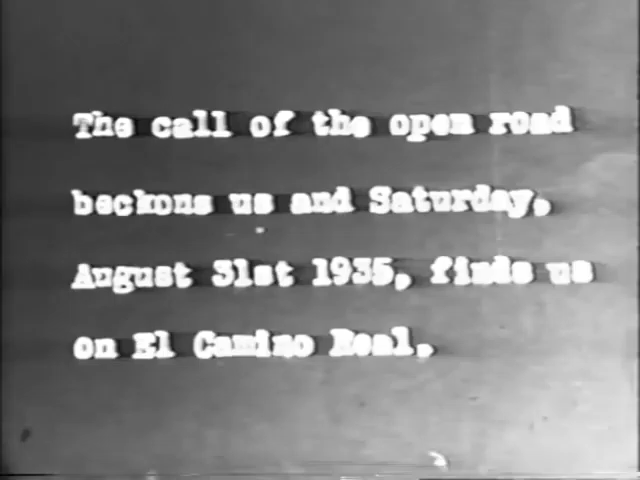 The call of the open road
beckons us and Saturday,
August 31st 1935, finds us
on El Camino Real.